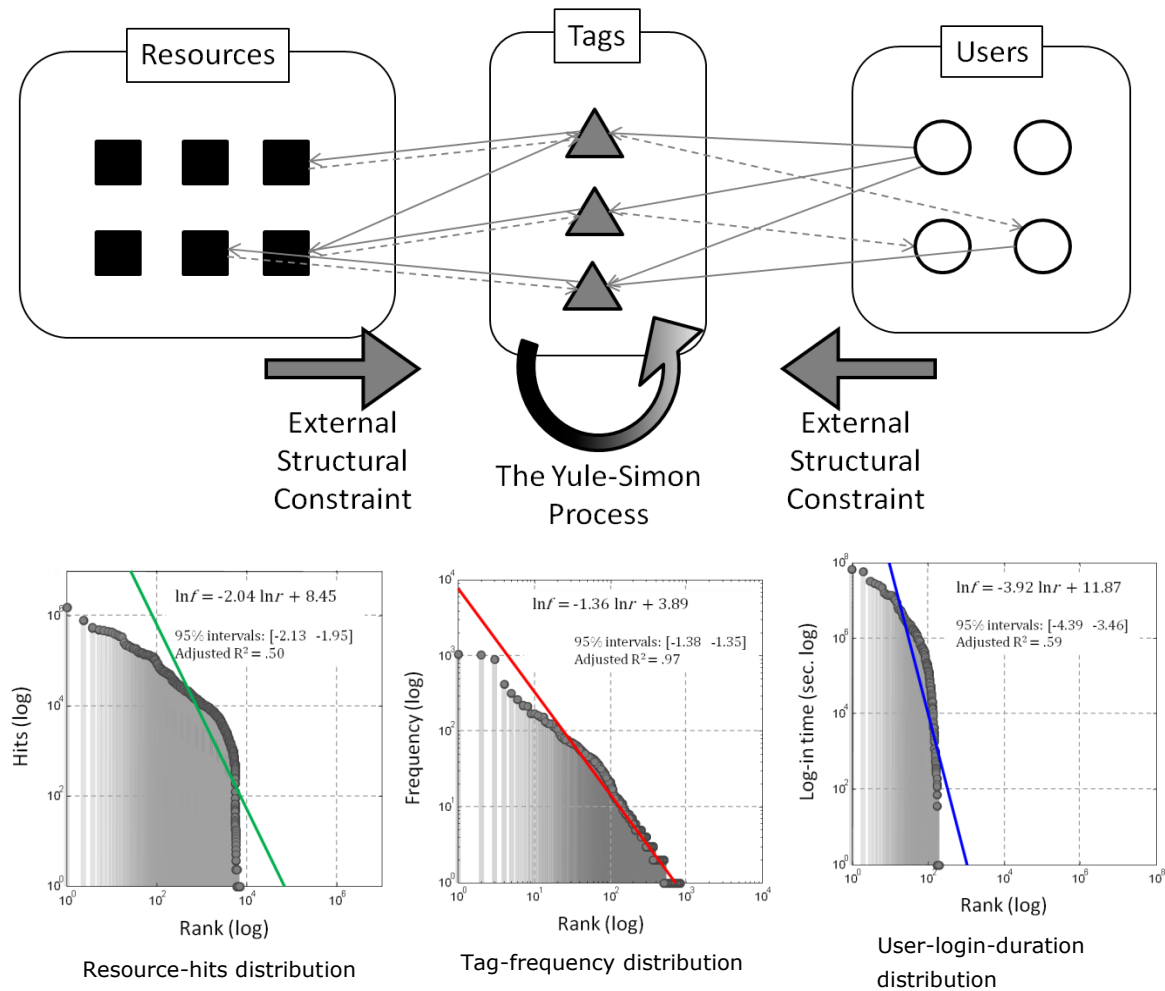 Resources
Tags
Users
External
Structural
Constraint
The Yule-Simon
Process
External
Structural
Constraint
ln f = -2.04 ln r + 8.45
95% intervals: [-2.13 -1.95]
Adjusted R² = .50
Hits (log)
10⁸
10⁶
10⁴
10²
10⁰
10⁰ 10² 10⁴ 10⁶
Rank (log)
Resource-hits distribution
ln f = -1.36 ln r + 3.89
95% intervals: [-1.38 -1.35]
Adjusted R² = .97
Frequency (log)
10⁴
10³
10²
10¹
10⁰
10⁰ 10¹ 10² 10³ 10⁴
Rank (log)
Tag-frequency distribution
ln f = -3.92 ln r + 11.87
95% intervals: [-4.39 -3.46]
Adjusted R² = .59
Log-in time (sec. log)
10⁸
10⁶
10⁴
10²
10⁰
10⁰ 10² 10⁴ 10⁶ 10⁸
Rank (log)
User-login-duration
distribution